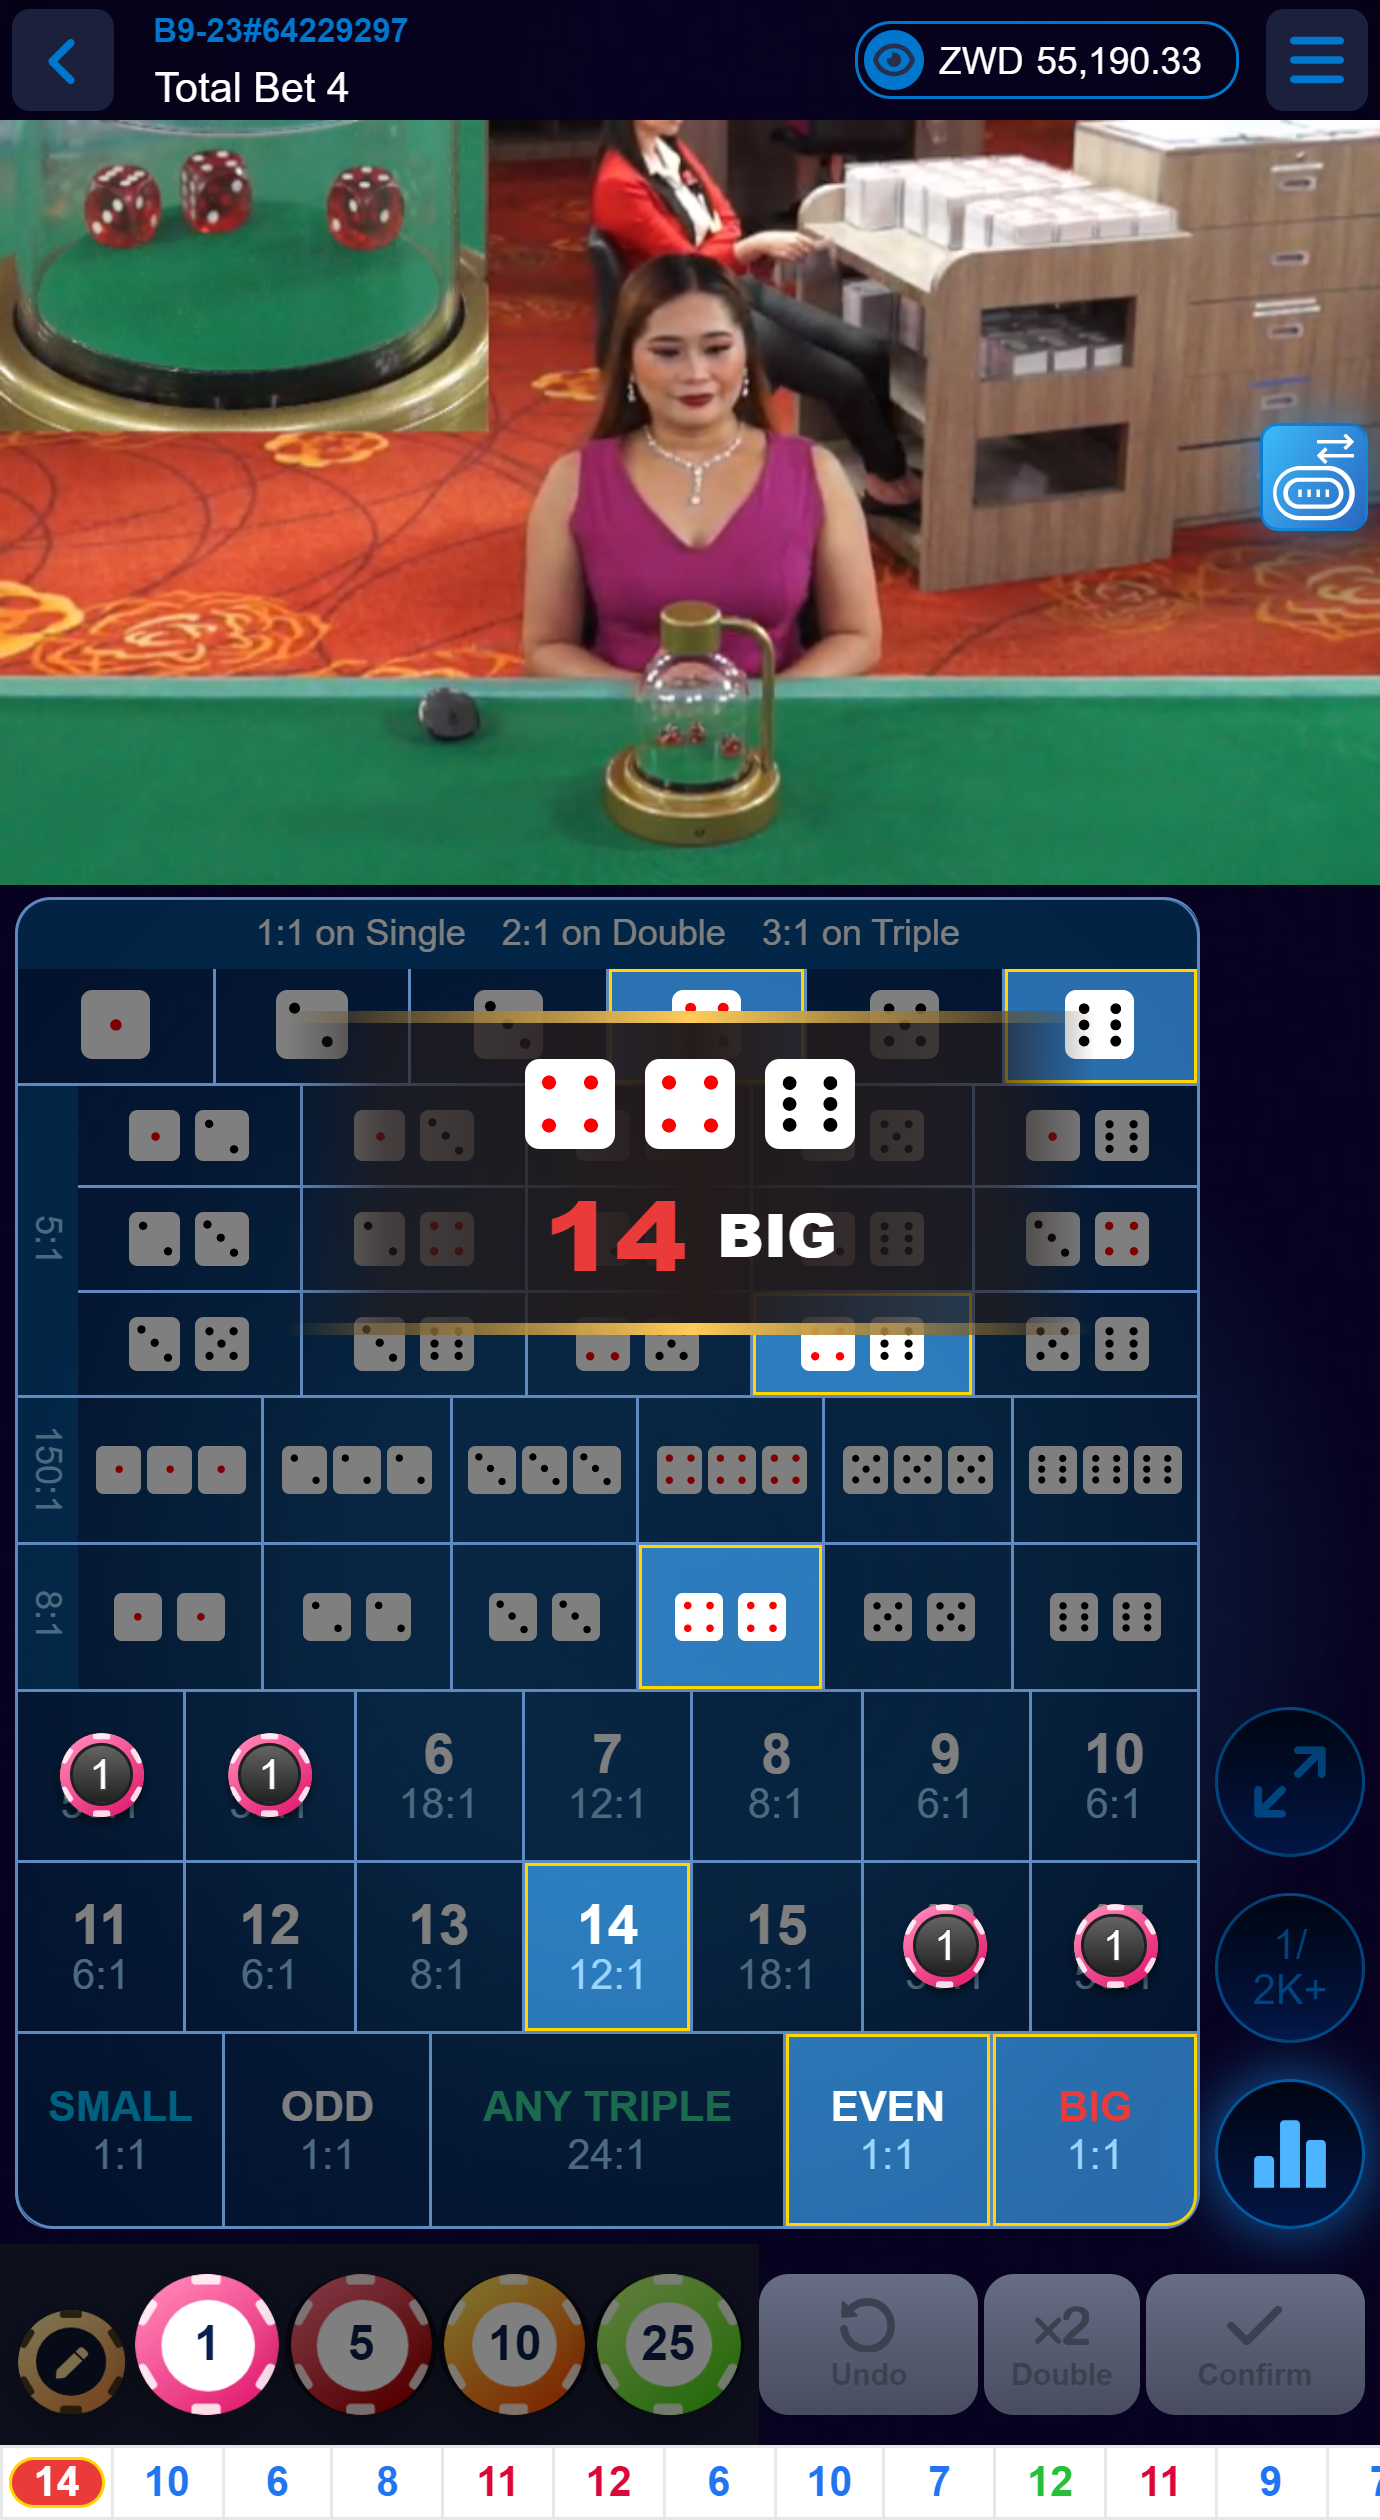 B9-23#64229297
Total Bet 4
ZWD 55,190.33
1:1 on Single 2:1 on Double 3:1 on Triple
14 BIG
5:1
150:1
8:1
1 1 6 7 8 9 10
18:1 12:1 8:1 6:1 6:1
11 12 13 14 15 1 1
6:1 6:1 8:1 12:1 18:1
1/
2K+
SMALL ODD ANY TRIPLE EVEN BIG
1:1 1:1 24:1 1:1 1:1
1 5 10 25
x2
Undo Double Confirm
14 10 6 8 11 12 6 10 7 12 11 9